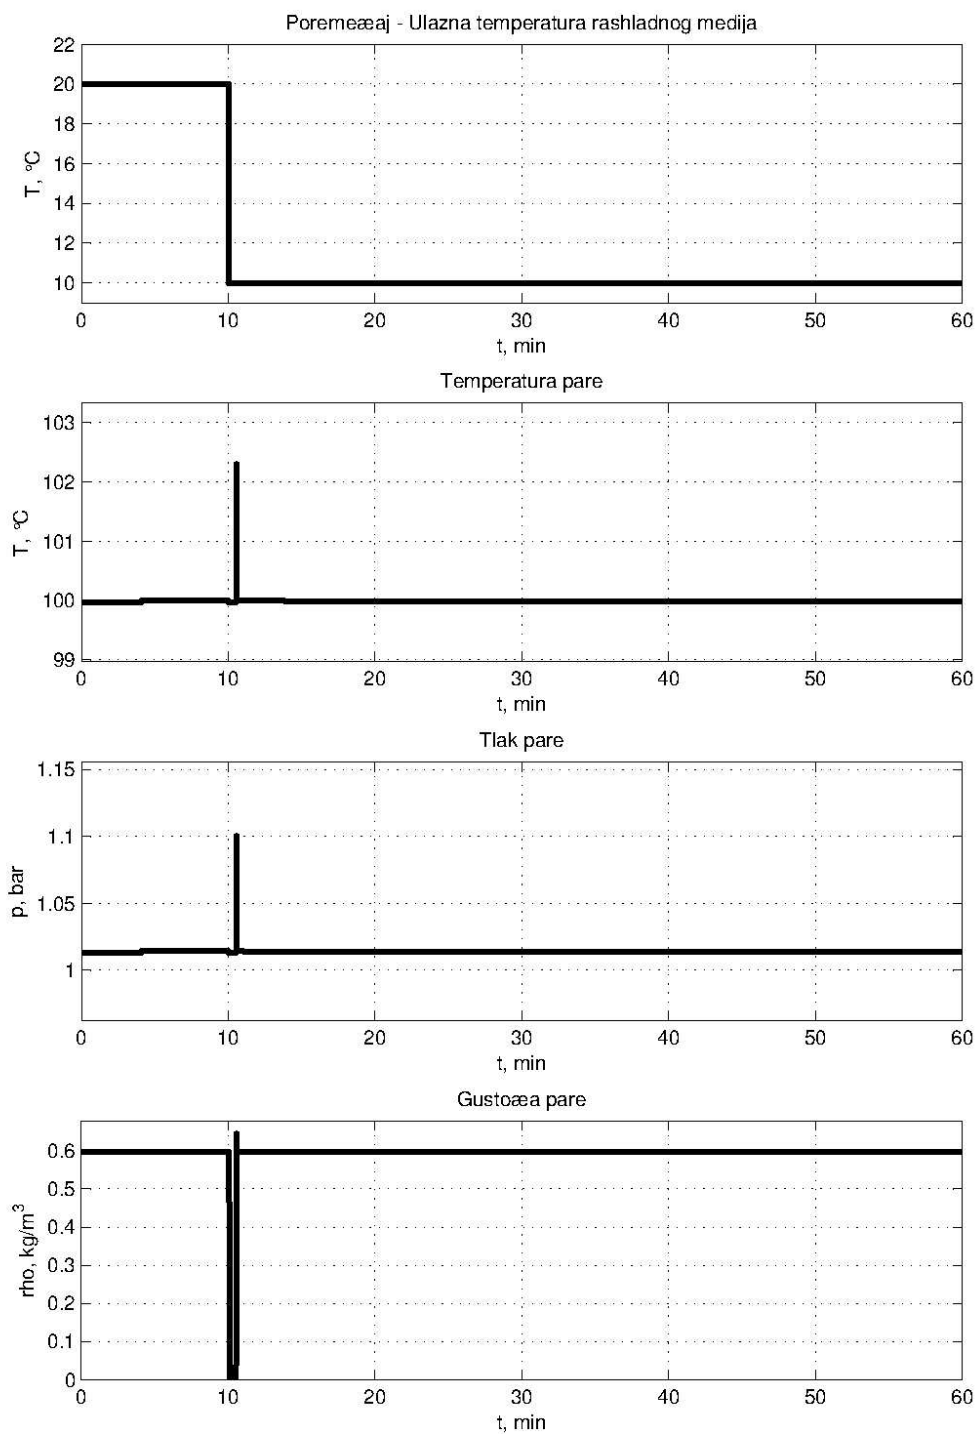 Poremeæaj - Ulazna temperatura rashladnog medija
22
20
18
16
14
12
10
T, °C
0 10 20 30 40 50 60
t, min
Temperatura pare
103
102
101
100
99
T, °C
0 10 20 30 40 50 60
t, min
Tlak pare
1.15
1.1
1.05
1
p, bar
0 10 20 30 40 50 60
t, min
Gustoæa pare
0.6
0.5
0.4
0.3
0.2
0.1
0
rho, kg/m³
0 10 20 30 40 50 60
t, min